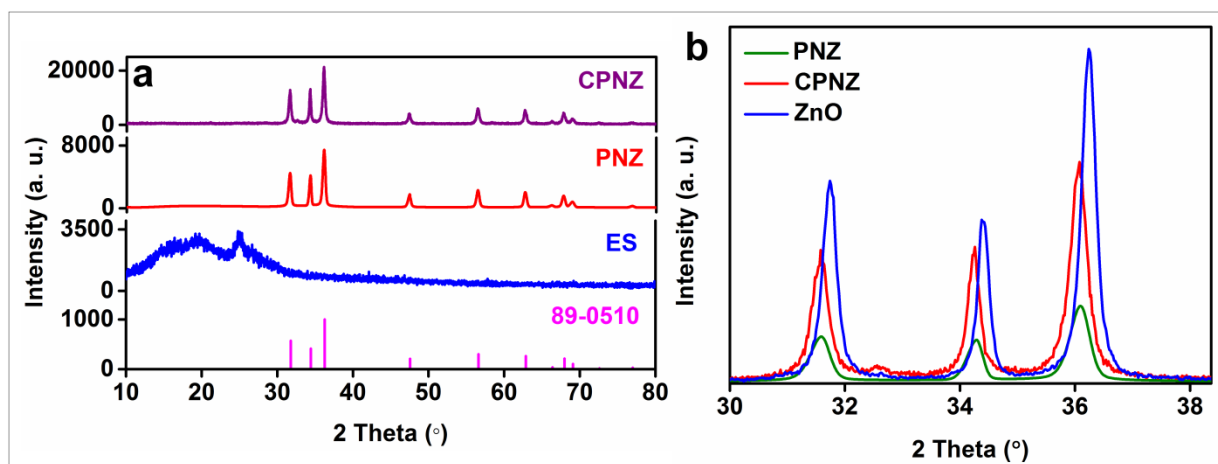 a
20000
CPNZ
0
8000
PNZ
0
3500
ES
0
1000
89-0510
0
10 20 30 40 50 60 70 80
2 Theta (°)
Intensity (a. u.)
b
PNZ
CPNZ
ZnO
30 32 34 36 38
2 Theta (°)
Intensity (a. u.)